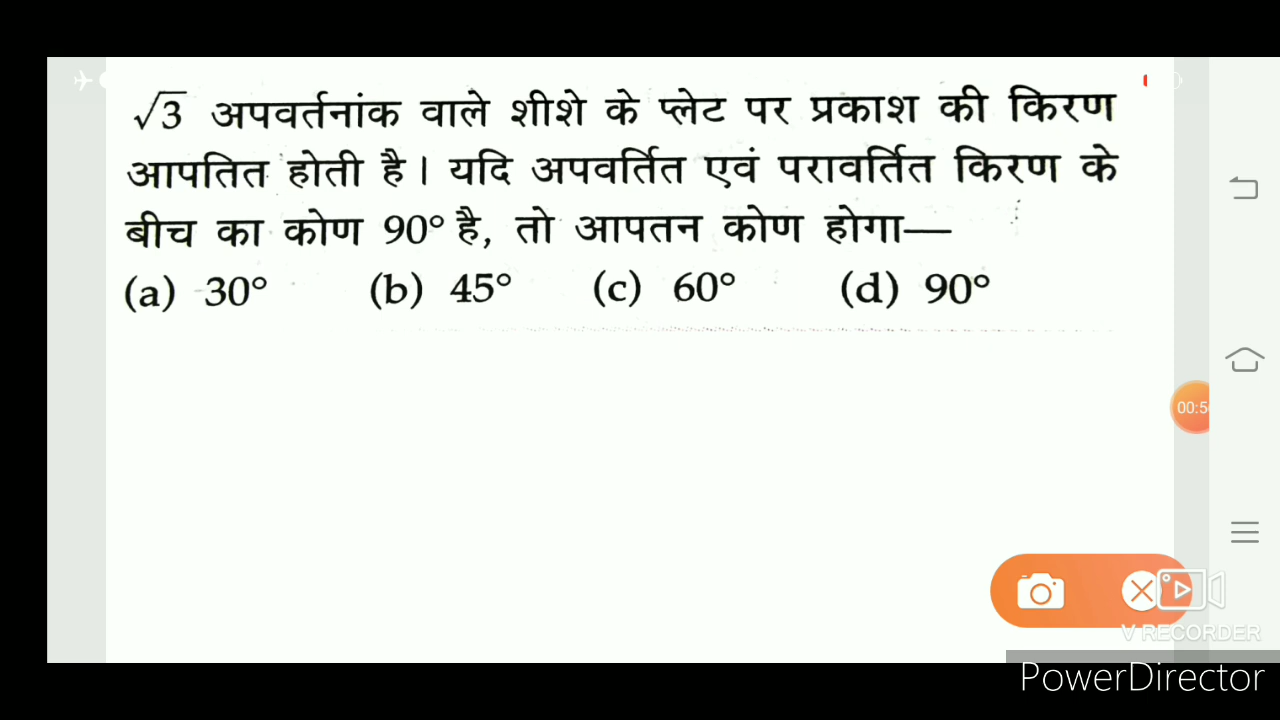 √3 अपवर्तनांक वाले शीशे के प्लेट पर प्रकाश की किरण
आपतित होती है। यदि अपवर्तित एवं परावर्तित किरण के
बीच का कोण 90° है, तो आपतन कोण होगा—
(a) 30° (b) 45° (c) 60° (d) 90°
V RECORDER
PowerDirector